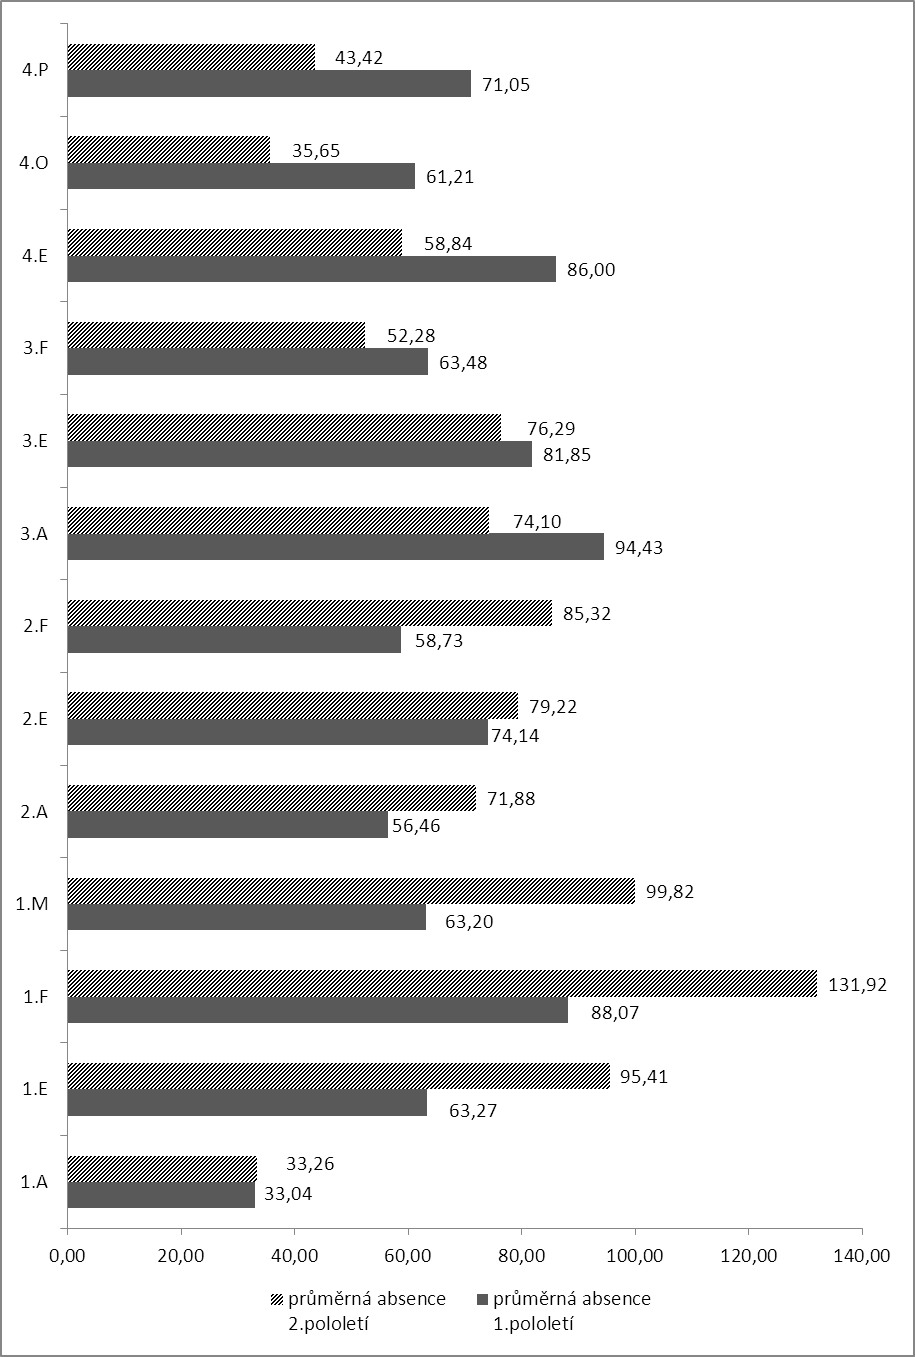 4.P
43,42
71,05
4.O
35,65
61,21
4.E
58,84
86,00
3.F
52,28
63,48
3.E
76,29
81,85
3.A
74,10
94,43
2.F
85,32
58,73
2.E
79,22
74,14
2.A
71,88
56,46
1.M
99,82
63,20
1.F
131,92
88,07
1.E
95,41
63,27
1.A
33,26
33,04
0,00 20,00 40,00 60,00 80,00 100,00 120,00 140,00
průměrná absence
2.pololetí
průměrná absence
1.pololetí